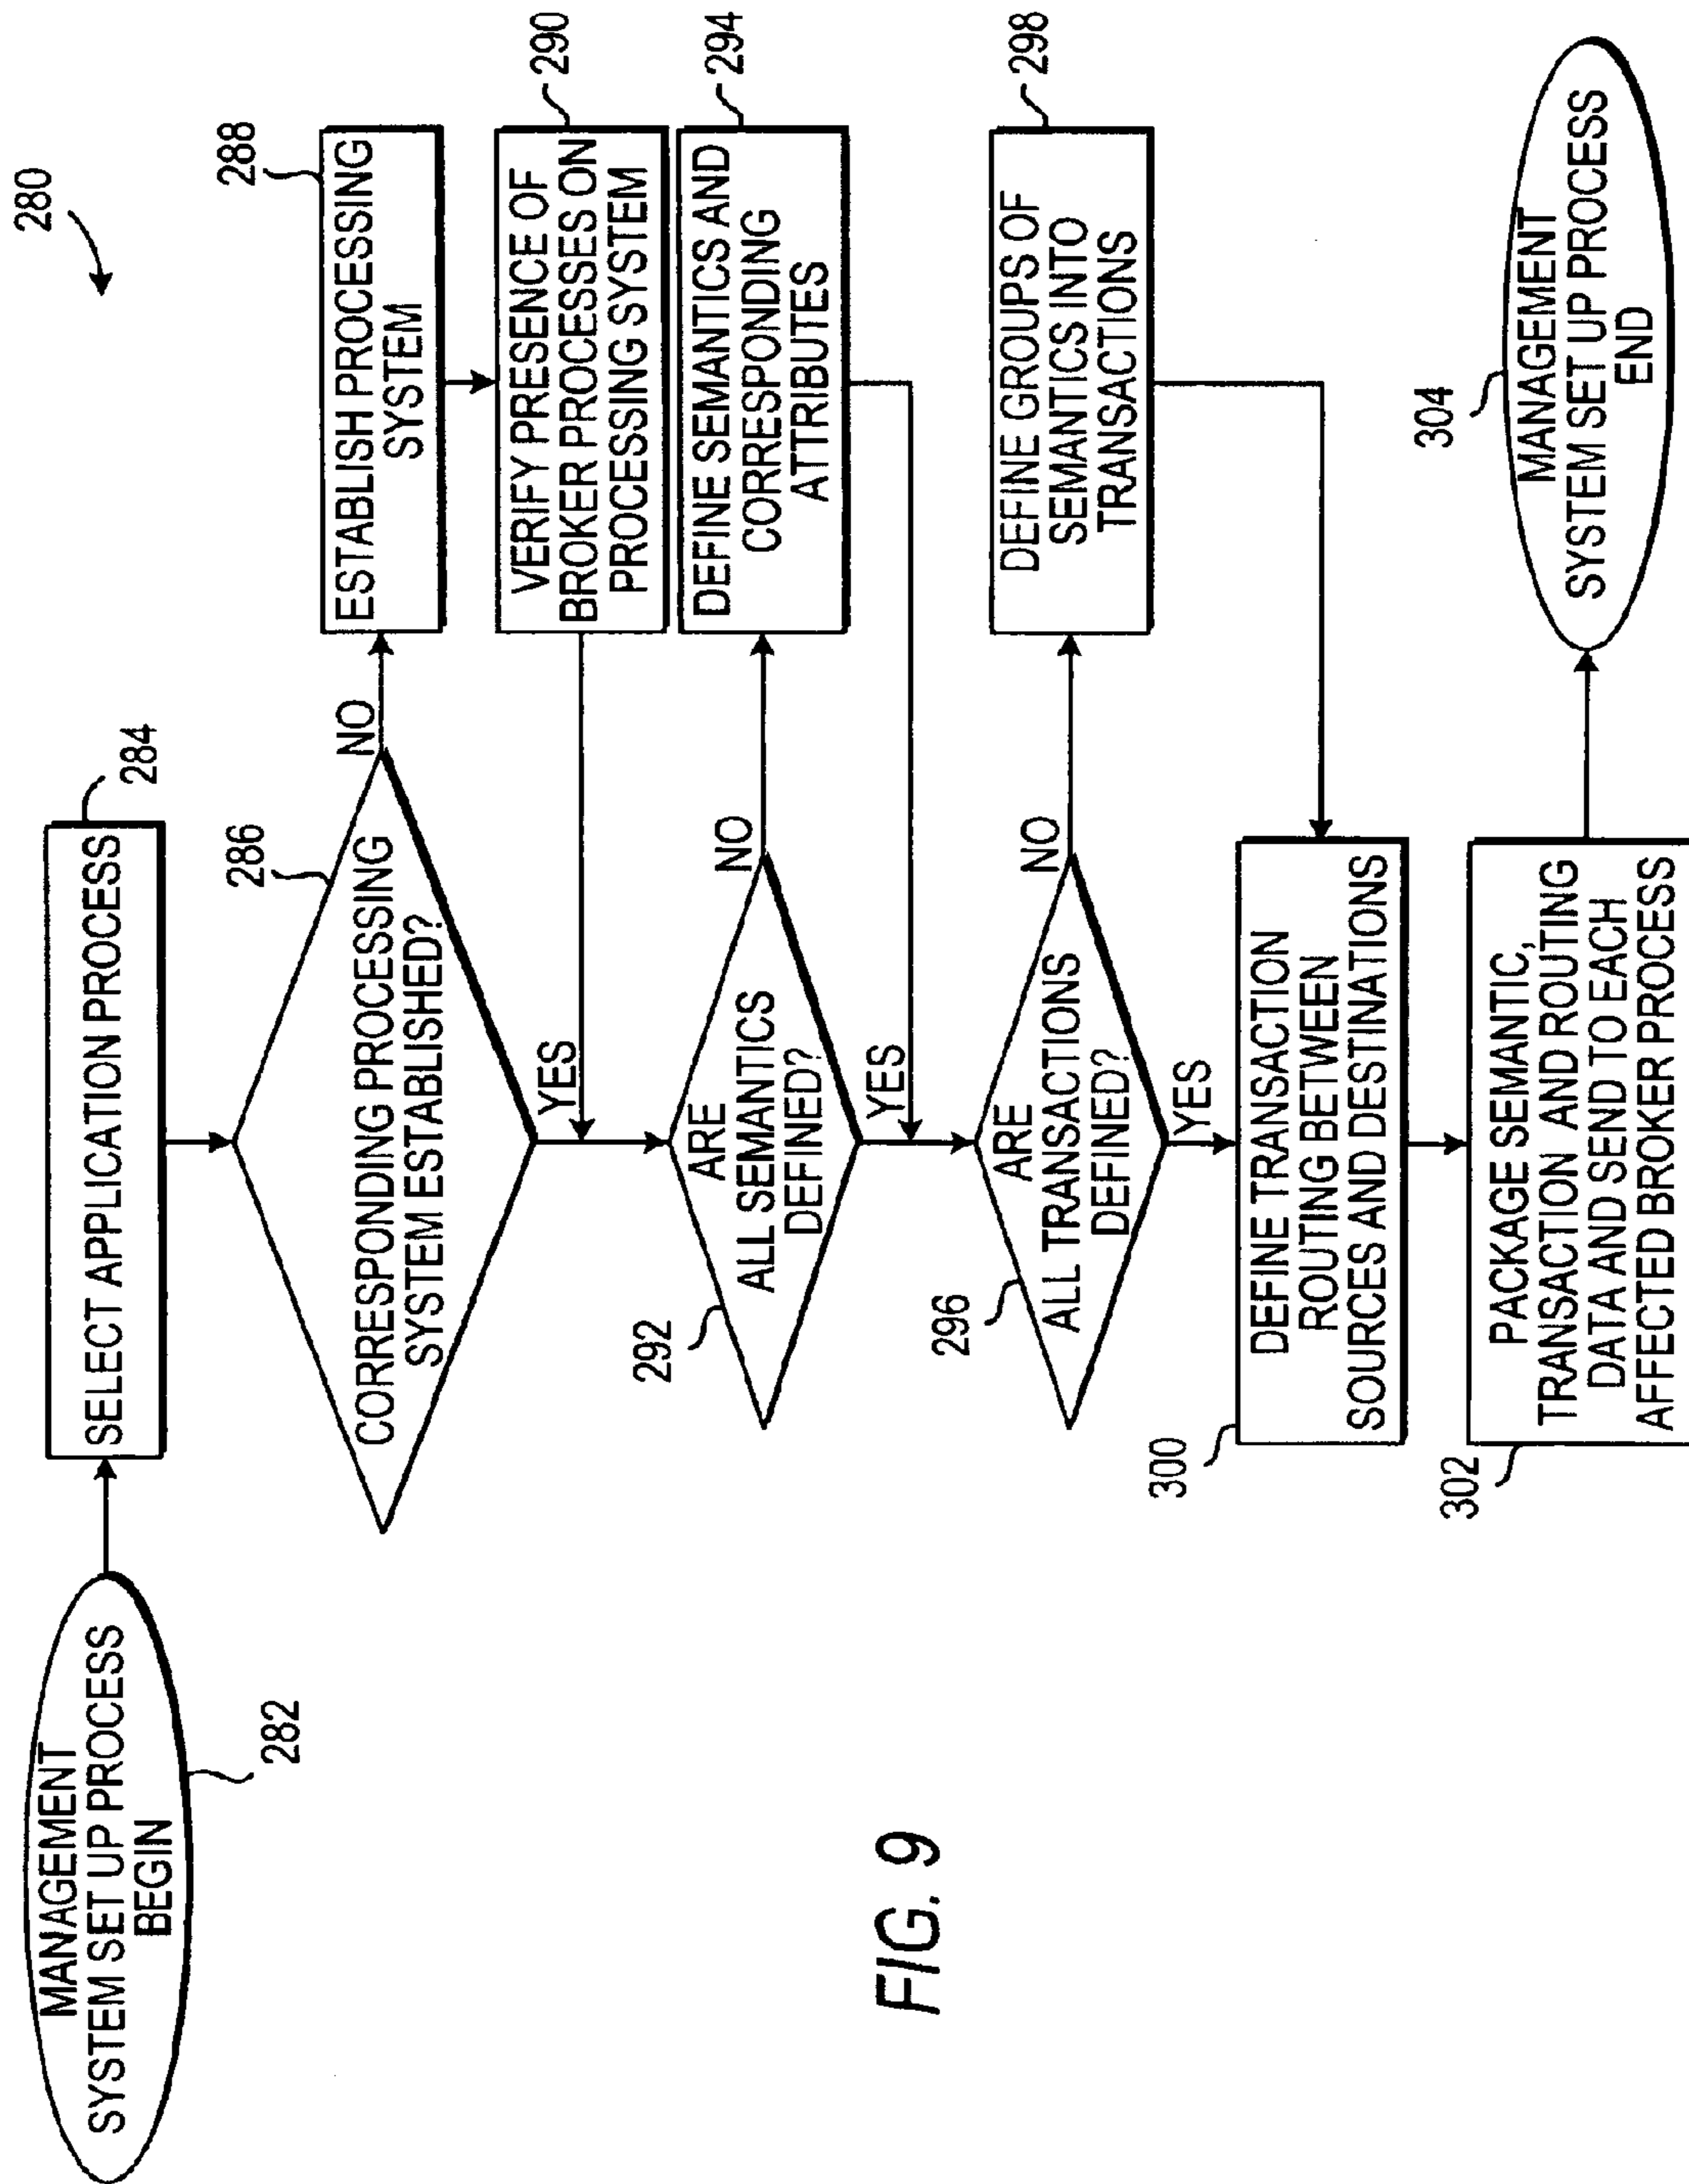 280
MANAGEMENT
SYSTEM SET UP PROCESS
BEGIN
282
SELECT APPLICATION PROCESS
284
CORRESPONDING PROCESSING
SYSTEM ESTABLISHED?
286
NO
YES
ESTABLISH PROCESSING
SYSTEM
288
VERIFY PRESENCE OF
BROKER PROCESSES ON
PROCESSING SYSTEM
290
ARE
ALL SEMANTICS
DEFINED?
292
NO
YES
DEFINE SEMANTICS AND
CORRESPONDING
ATTRIBUTES
294
ARE
ALL TRANSACTIONS
DEFINED?
296
NO
YES
DEFINE GROUPS OF
SEMANTICS INTO
TRANSACTIONS
298
DEFINE TRANSACTION
ROUTING BETWEEN
SOURCES AND DESTINATIONS
300
PACKAGE SEMANTIC,
TRANSACTION AND ROUTING
DATA AND SEND TO EACH
AFFECTED BROKER PROCESS
302
MANAGEMENT
SYSTEM SET UP PROCESS
END
304
FIG. 9